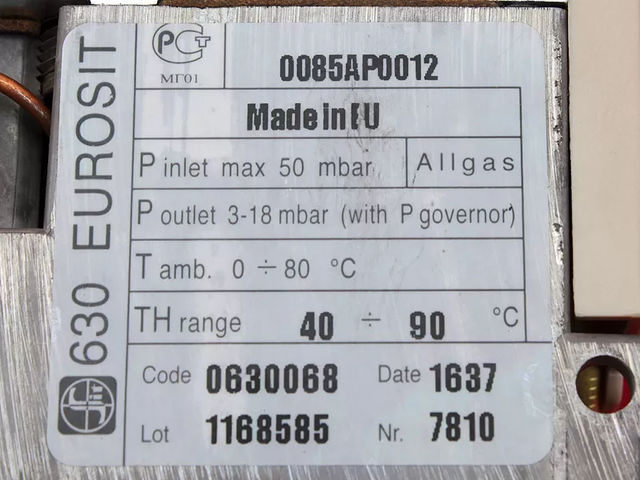 630 EUROSIT
РСТ
МГ01
0085AP0012
Made in EU
P inlet max 50 mbar
Allgas
P outlet 3-18 mbar (with P governor)
T amb. 0 ÷ 80 °C
TH range 40 ÷ 90 °C
Code 0630068 Date 1637
Lot 1168585 Nr. 7810